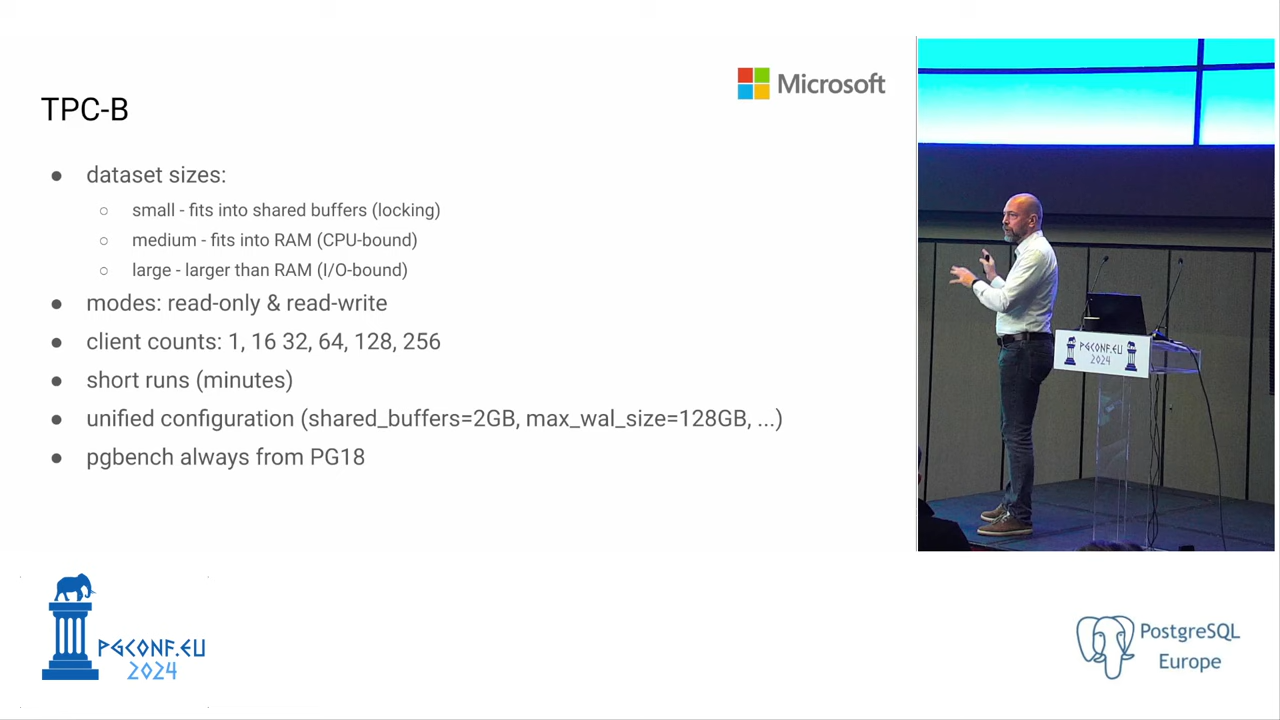 Microsoft
TPC-B
dataset sizes:
small - fits into shared buffers (locking)
medium - fits into RAM (CPU-bound)
large - larger than RAM (I/O-bound)
modes: read-only & read-write
client counts: 1, 16 32, 64, 128, 256
short runs (minutes)
unified configuration (shared_buffers=2GB, max_wal_size=128GB, ...)
pgbench always from PG18
PGCONF.EU
2024
PGCONF.EU
2024
PostgreSQL
Europe